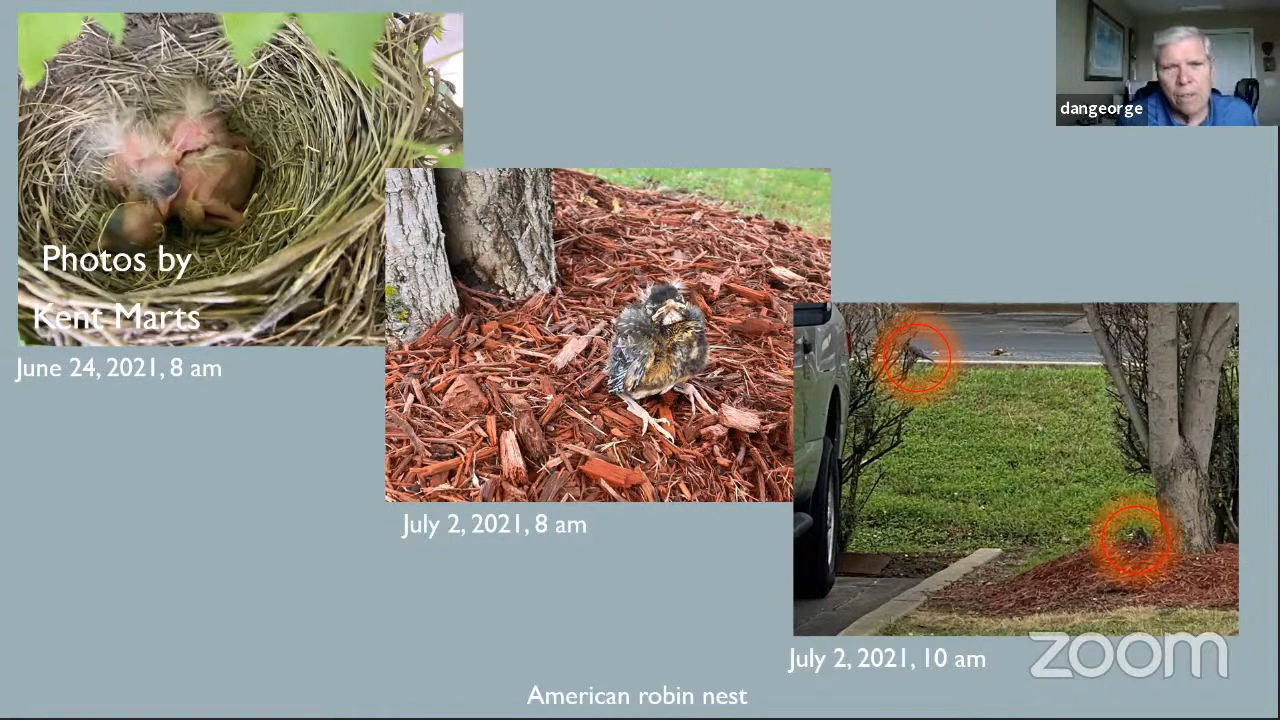 dangeorge
Photos by
Kent Marts
June 24, 2021, 8 am
July 2, 2021, 8 am
July 2, 2021, 10 am
zoom
American robin nest